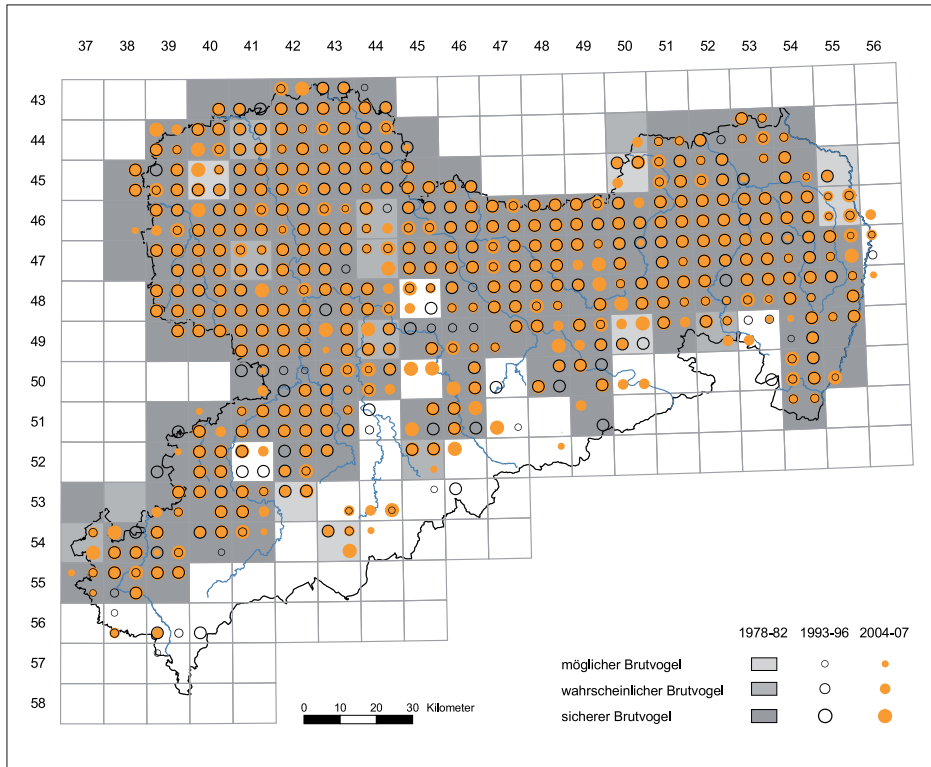 37 38 39 40 41 42 43 44 45 46 47 48 49 50 51 52 53 54 55 56
43
44
45
46
47
48
49
50
51
52
53
54
55
56
57
58
1978-82 1993-96 2004-07
möglicher Brutvogel
wahrscheinlicher Brutvogel
sicherer Brutvogel
0 10 20 30 Kilometer